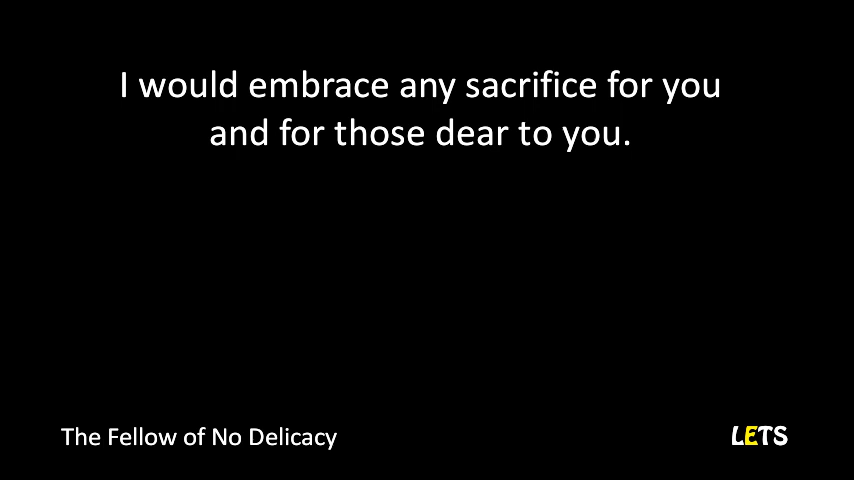 I would embrace any sacrifice for you
and for those dear to you.
The Fellow of No Delicacy
LETS